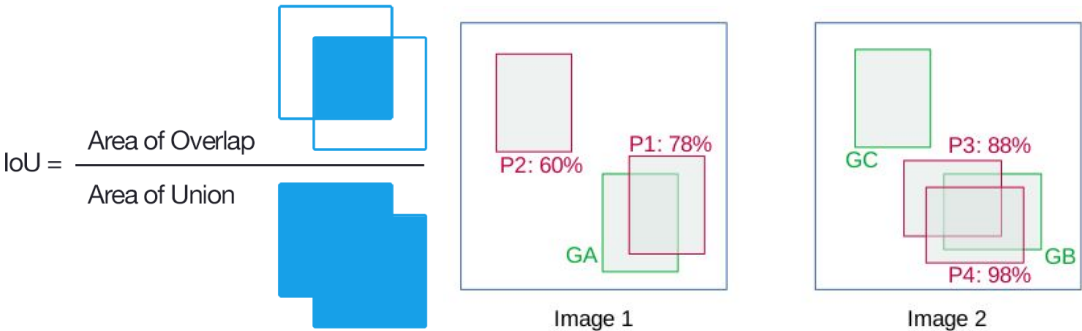 IoU =
Area of Overlap
Area of Union
P2: 60%
P1: 78%
GA
Image 1
GC
P3: 88%
GB
P4: 98%
Image 2